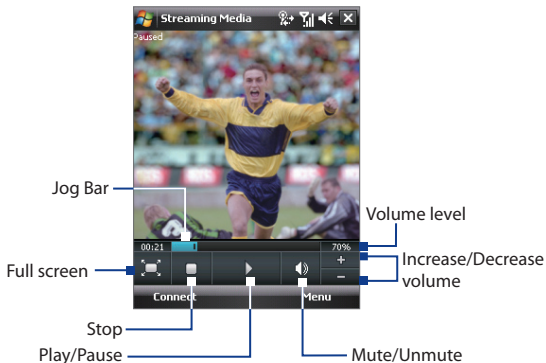 Streaming Media
Paused
Jog Bar
Volume level
00:21
70%
Full screen
+
Increase/Decrease
volume
−
Connect
Menu
Stop
Play/Pause
Mute/Unmute